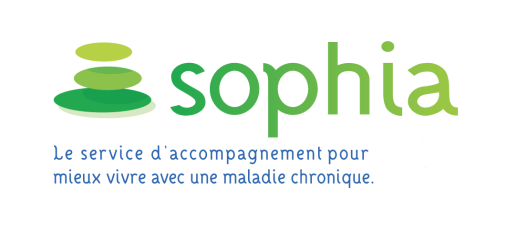 sophia
Le service d'accompagnement pour
mieux vivre avec une maladie chronique.